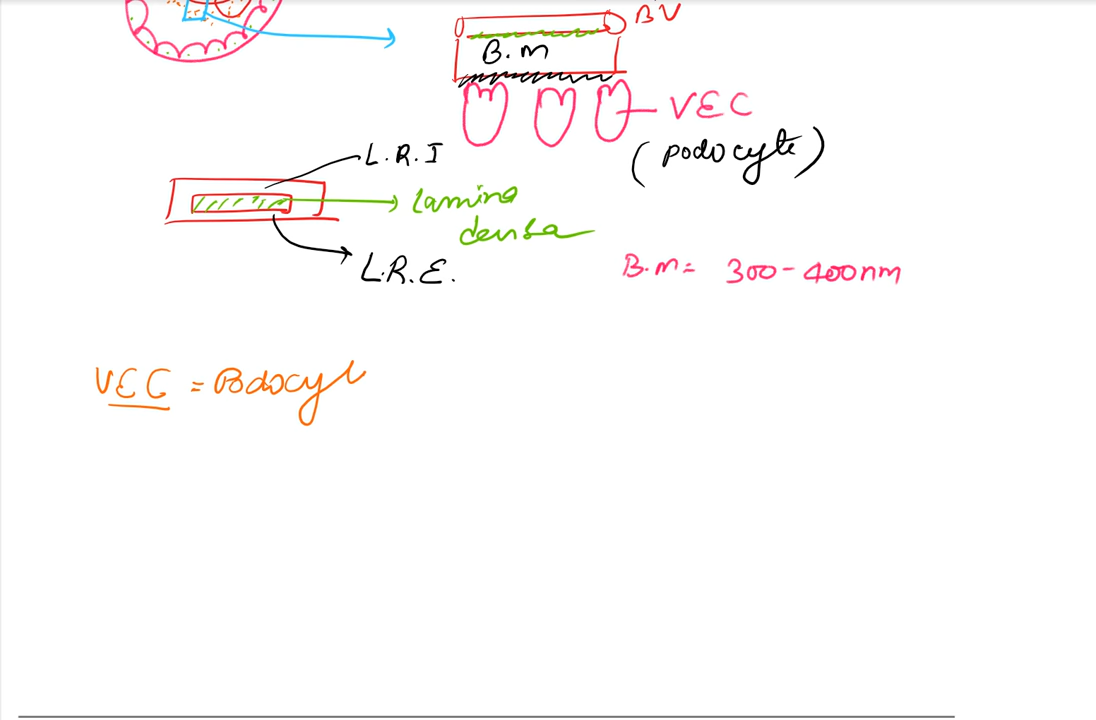 BV
B.M
VEC
(podocyte)
L.R.I
lamina
densa
L.R.E.
B.M= 300-400nm
VEC = Podocyt